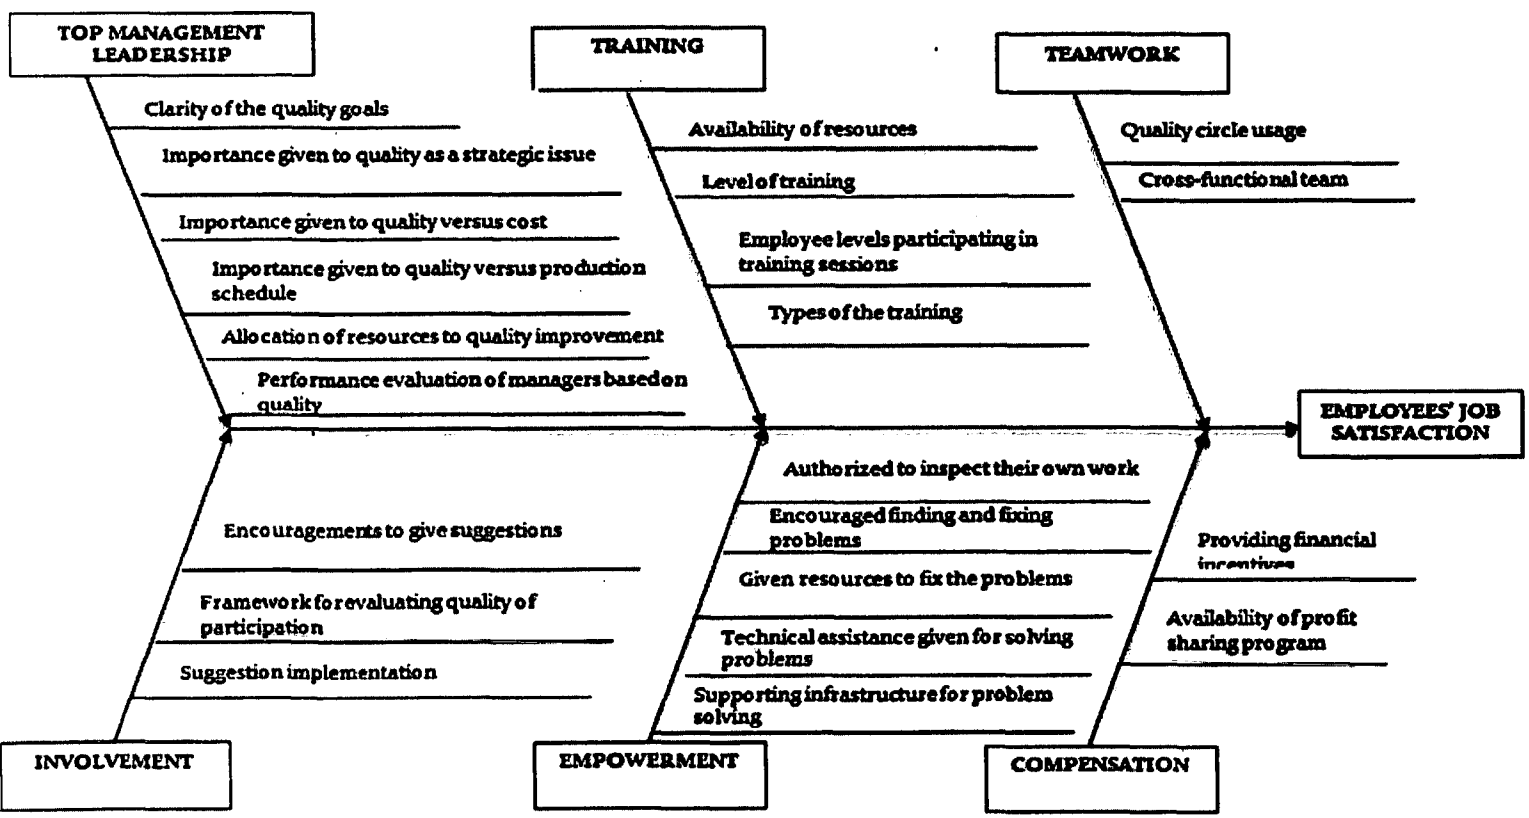 TOP MANAGEMENT
LEADERSHIP
Clarity of the quality goals
Importance given to quality as a strategic issue
Importance given to quality versus cost
Importance given to quality versus production
schedule
Allocation of resources to quality improvement
Performance evaluation of managers based on
quality
TRAINING
Availability of resources
Level of training
Employee levels participating in
training sessions
Types of the training
TEAMWORK
Quality circle usage
Cross-functional team
EMPLOYEES' JOB
SATISFACTION
Encouragements to give suggestions
Framework for evaluating quality of
participation
Suggestion implementation
INVOLVEMENT
Authorized to inspect their own work
Encouraged finding and fixing
problems
Given resources to fix the problems
Technical assistance given for solving
problems
Supporting infrastructure for problem
solving
EMPOWERMENT
Providing financial
incentives
Availability of profit
sharing program
COMPENSATION